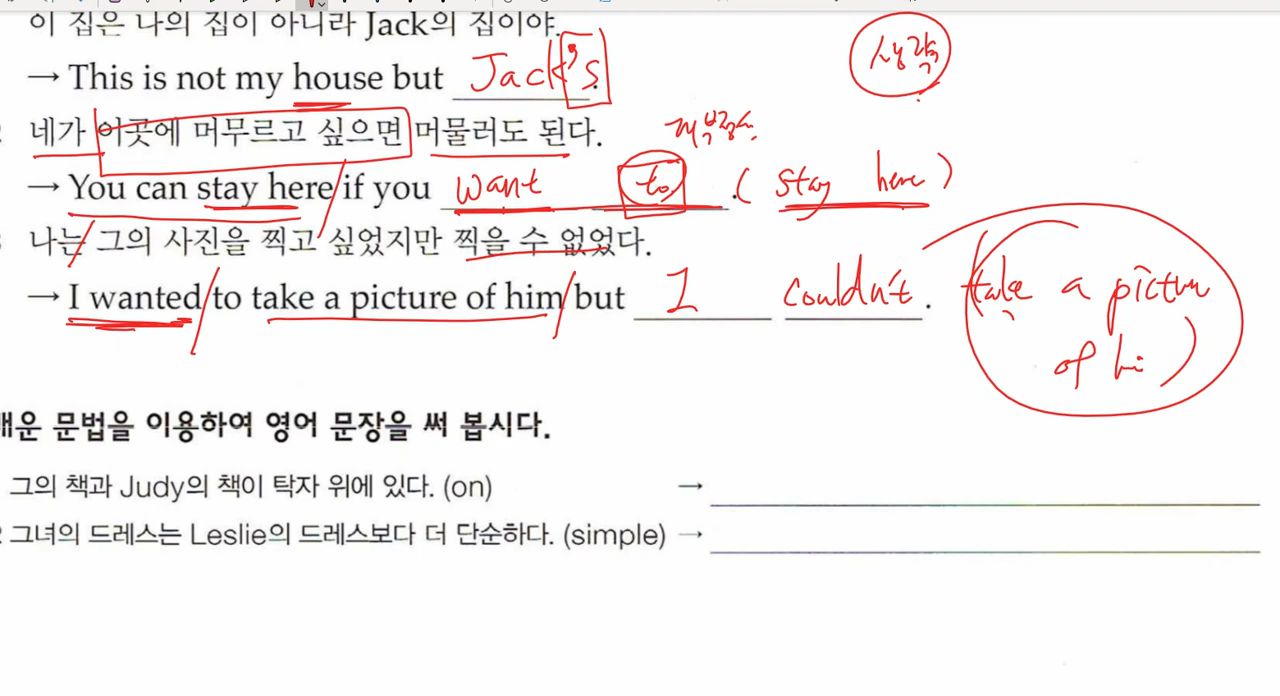 이 집은 나의 집이 아니라 Jack의 집이야.
생략
→ This is not my house but Jack's.
네가 이곳에 머무르고 싶으면 머물러도 된다.
→ You can stay here if you want to. (stay here)
나는 그의 사진을 찍고 싶었지만 찍을 수 없었다.
→ I wanted to take a picture of him but I couldn't. (take a picture
of hi)
배운 문법을 이용하여 영어 문장을 써 봅시다.
그의 책과 Judy의 책이 탁자 위에 있다. (on) →
2 그녀의 드레스는 Leslie의 드레스보다 더 단순하다. (simple) →